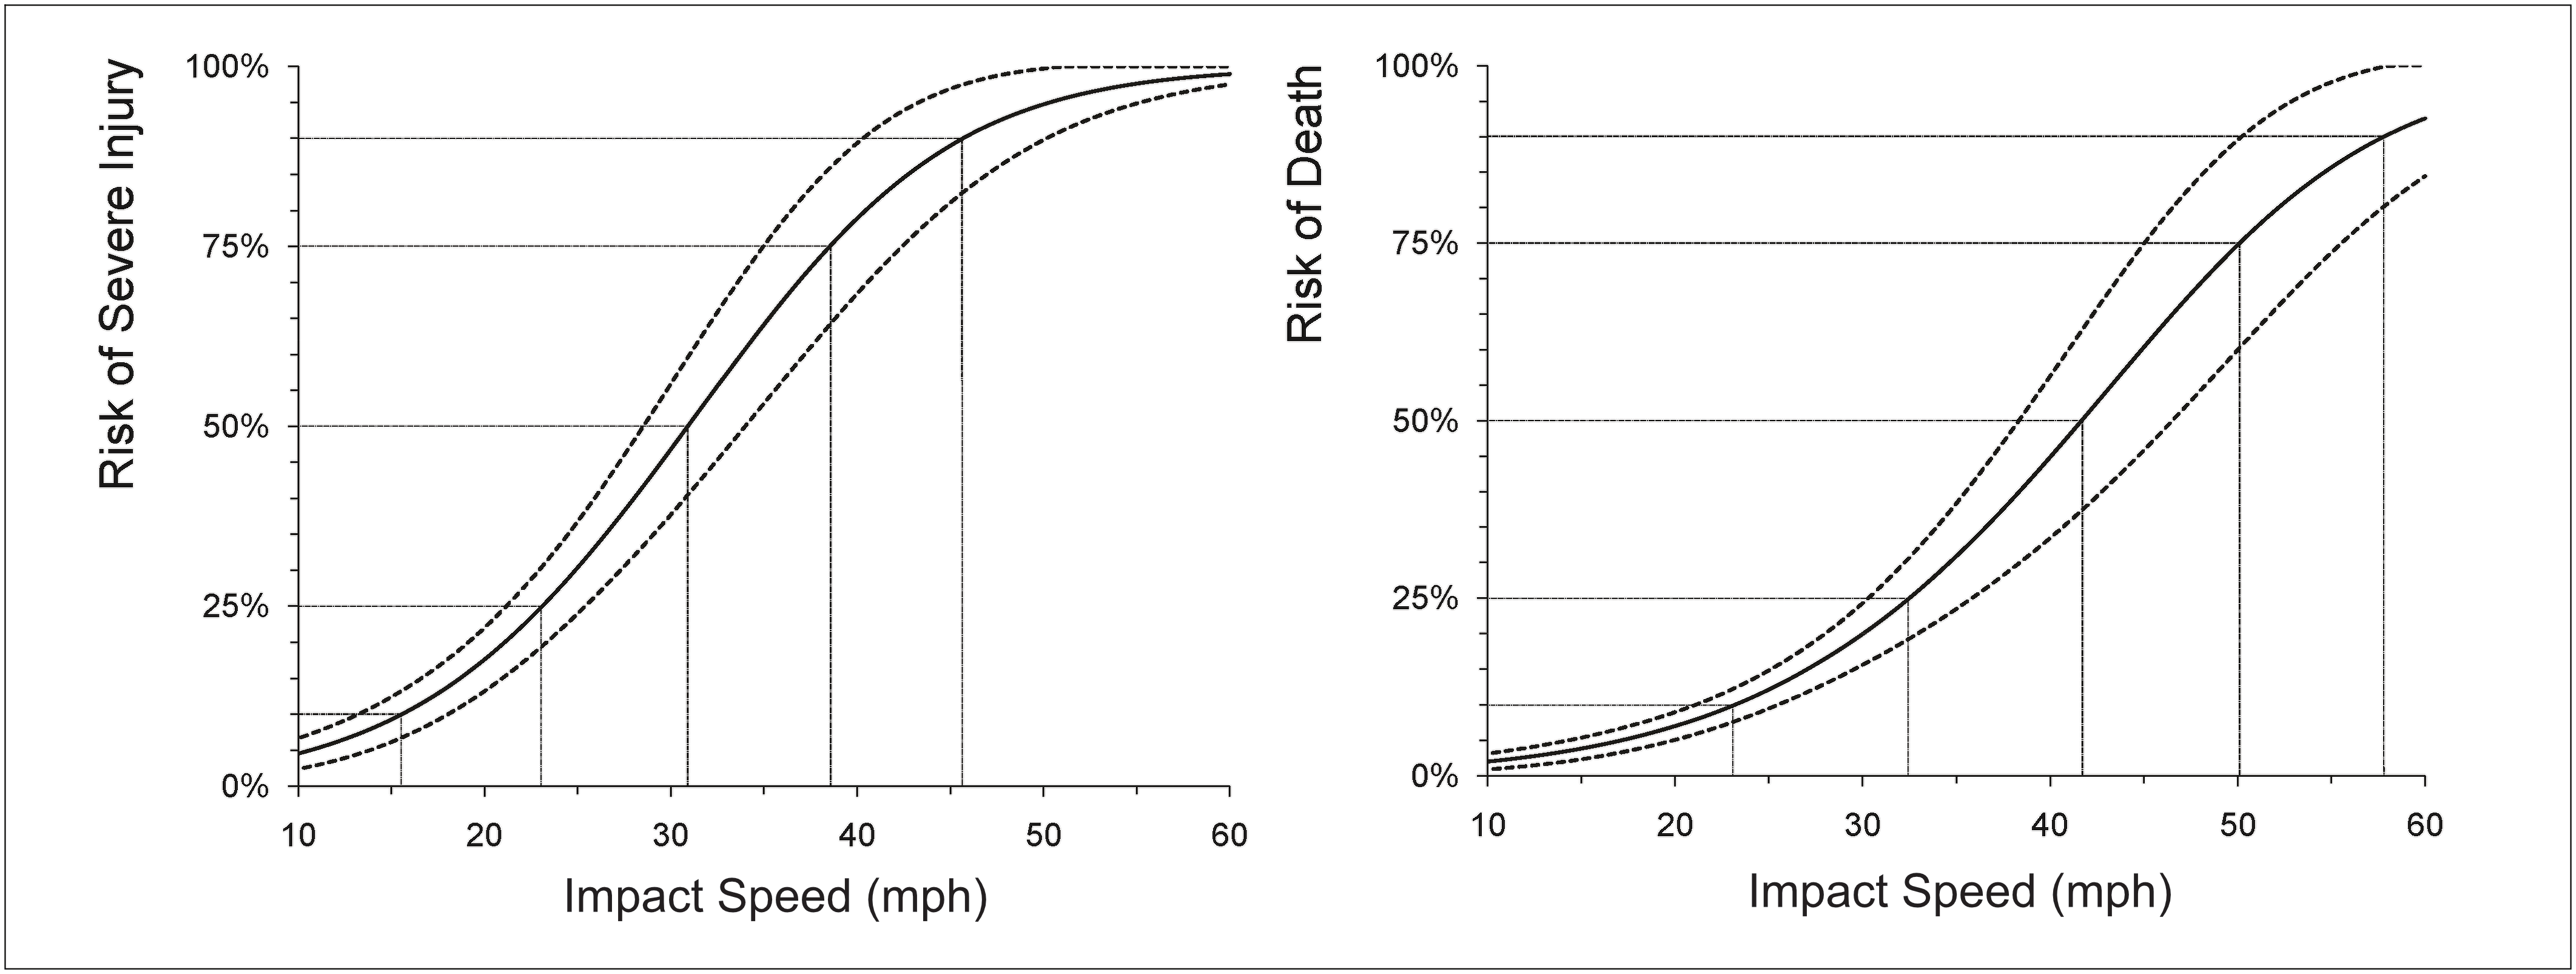 Risk of Severe Injury
100%
75%
50%
25%
0%
10 20 30 40 50 60
Impact Speed (mph)
Risk of Death
100%
75%
50%
25%
0%
10 20 30 40 50 60
Impact Speed (mph)